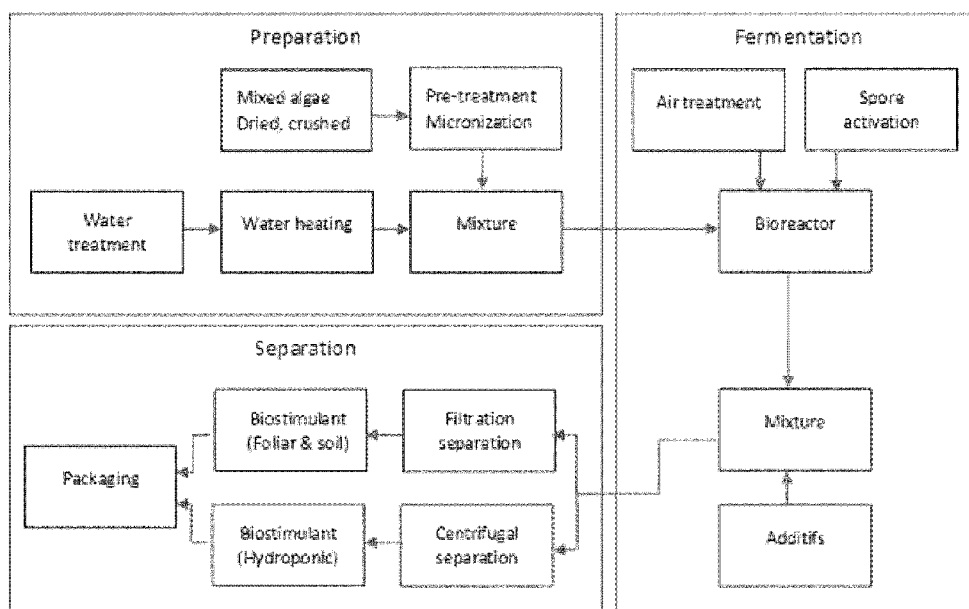 Preparation
Mixed algae
Dried, crushed
Pre-treatment
Micronization
Water
treatment
Water heating
Mixture
Fermentation
Air treatment
Spore
activation
Bioreactor
Mixture
Additifs
Separation
Biostimulant
(Foliar & soil)
Filtration
separation
Packaging
Biostimulant
(Hydroponic)
Centrifugal
separation